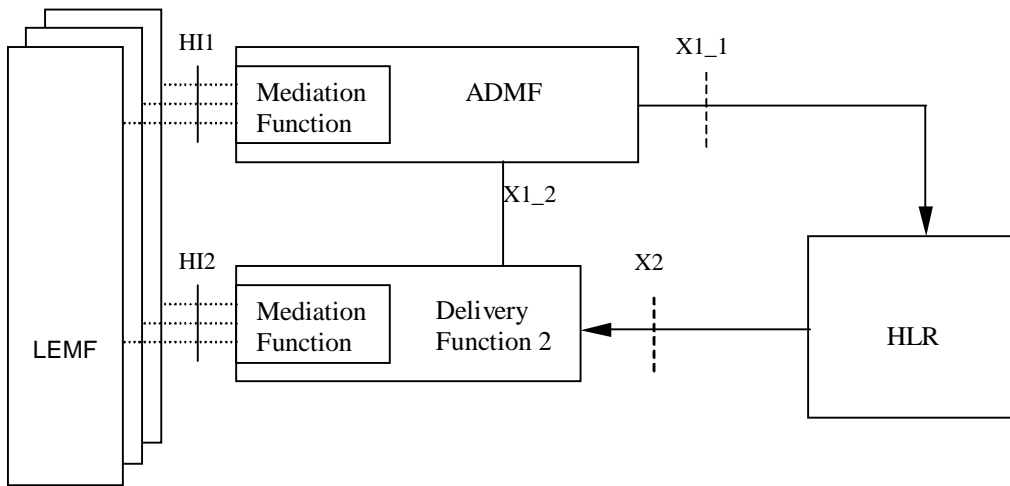 HI1
X1_1
Mediation
Function
ADMF
X1_2
HI2
X2
Mediation
Function
Delivery
Function 2
LEMF
HLR